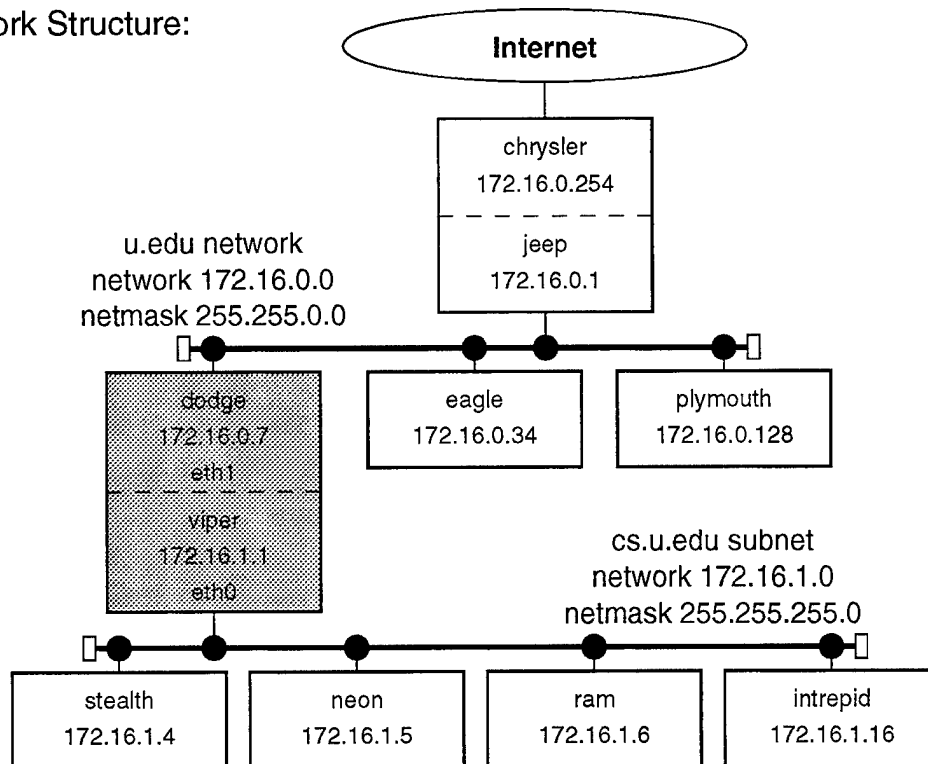 ork Structure:
Internet
chrysler
172.16.0.254
jeep
172.16.0.1
u.edu network
network 172.16.0.0
netmask 255.255.0.0
dodge
172.16.0.7
eth1
viper
172.16.1.1
eth0
eagle
172.16.0.34
plymouth
172.16.0.128
cs.u.edu subnet
network 172.16.1.0
netmask 255.255.255.0
stealth
172.16.1.4
neon
172.16.1.5
ram
172.16.1.6
intrepid
172.16.1.16